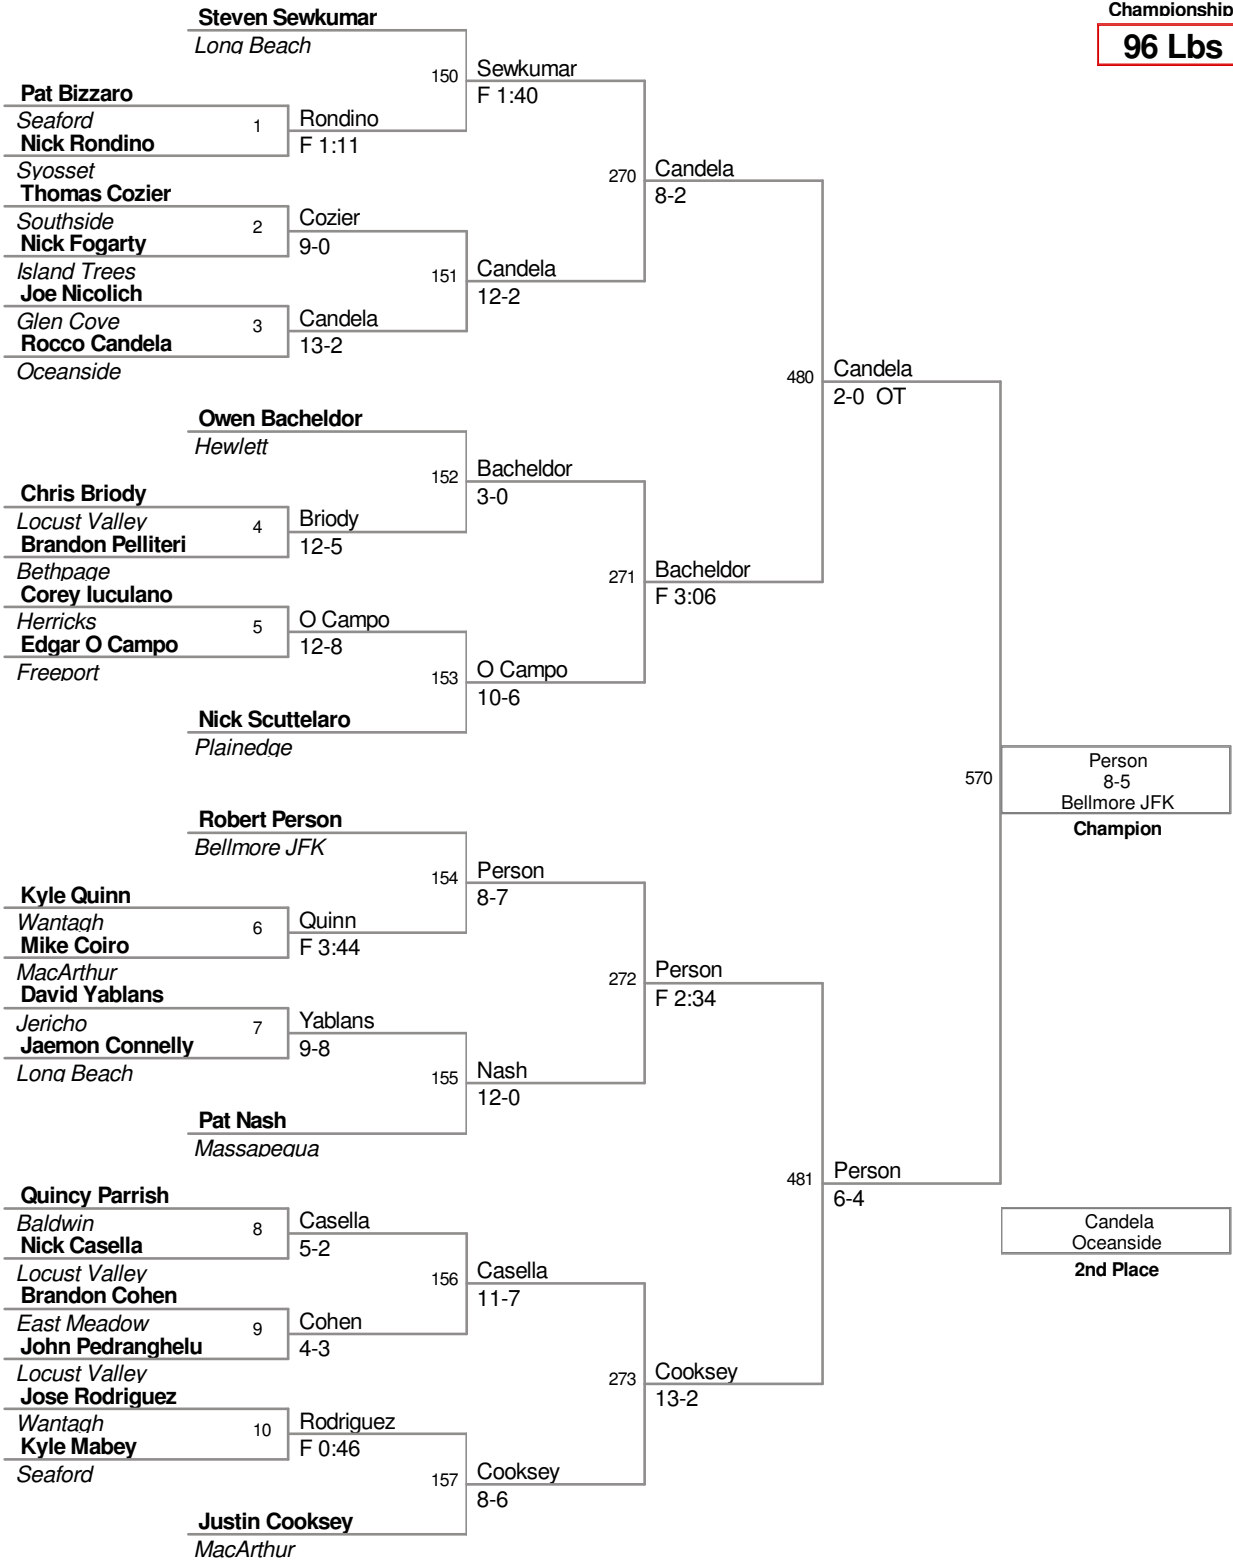 Championship
96 Lbs
Steven Sewkumar
Long Beach
150
Sewkumar
F 1:40
Pat Bizzaro
Seaford
1
Rondino
F 1:11
Nick Rondino
Syosset
270
Candela
8-2
Thomas Cozier
Southside
2
Cozier
9-0
Nick Fogarty
Island Trees
151
Candela
12-2
Joe Nicolich
Glen Cove
3
Candela
13-2
Rocco Candela
Oceanside
480
Candela
2-0 OT
Owen Bacheldor
Hewlett
152
Bacheldor
3-0
Chris Briody
Locust Valley
4
Briody
12-5
Brandon Pelliteri
Bethpage
271
Bacheldor
F 3:06
Corey Iuculano
Herricks
5
O Campo
12-8
Edgar O Campo
Freeport
153
O Campo
10-6
Nick Scuttelaro
Plainedge
570
Person
8-5
Bellmore JFK
Champion
Robert Person
Bellmore JFK
154
Person
8-7
Kyle Quinn
Wantagh
6
Quinn
F 3:44
Mike Coiro
MacArthur
272
Person
F 2:34
David Yablans
Jericho
7
Yablans
9-8
Jaemon Connelly
Long Beach
155
Nash
12-0
Pat Nash
Massapequa
481
Person
6-4
Quincy Parrish
Baldwin
8
Casella
5-2
Nick Casella
Locust Valley
156
Casella
11-7
Candela
Oceanside
2nd Place
Brandon Cohen
East Meadow
9
Cohen
4-3
John Pedranghelu
Locust Valley
273
Cooksey
13-2
Jose Rodriguez
Wantagh
10
Rodriguez
F 0:46
Kyle Mabey
Seaford
157
Cooksey
8-6
Justin Cooksey
MacArthur